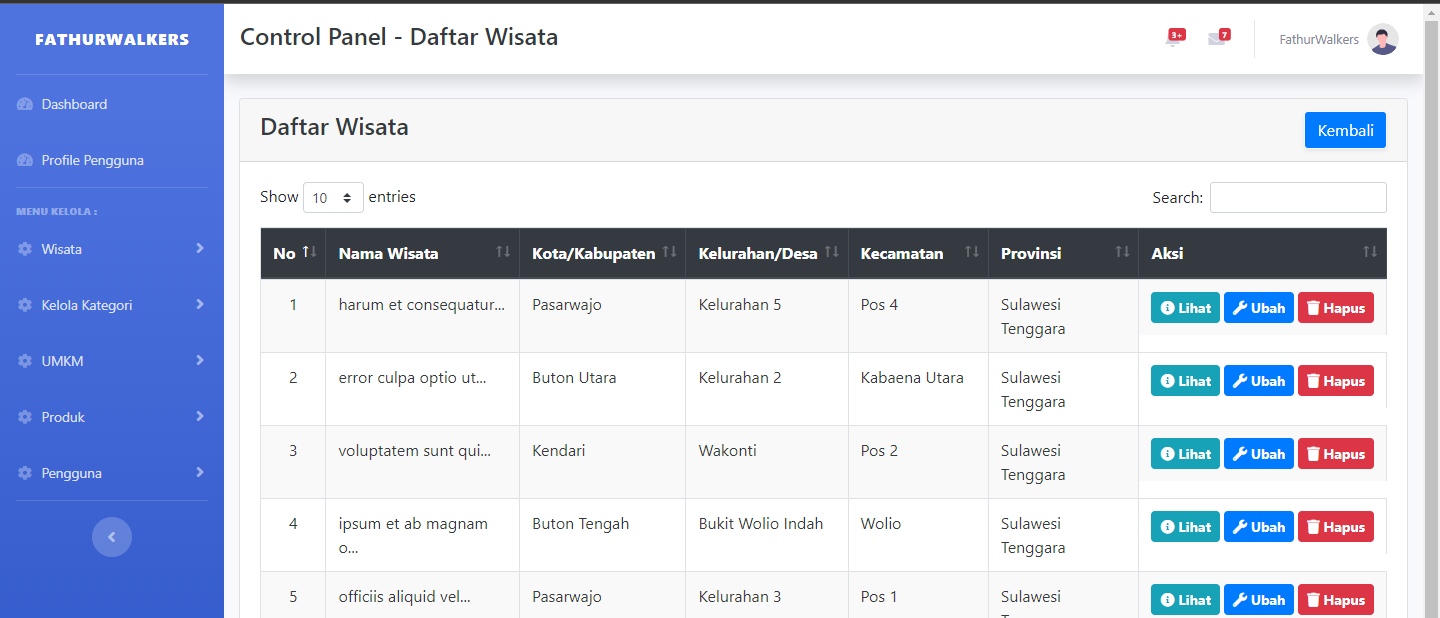 FATHURWALKERS
Control Panel - Daftar Wisata
3+
7
FathurWalkers
Dashboard
Profile Pengguna
MENU KELOLA :
Wisata
Kelola Kategori
UMKM
Produk
Pengguna
Daftar Wisata
Kembali
Show 10 entries
Search:
No Nama Wisata Kota/Kabupaten Kelurahan/Desa Kecamatan Provinsi Aksi
1 harum et consequatur... Pasarwajo Kelurahan 5 Pos 4 Sulawesi Lihat Ubah Hapus
Tenggara
2 error culpa optio ut... Buton Utara Kelurahan 2 Kabaena Utara Sulawesi Lihat Ubah Hapus
Tenggara
3 voluptatem sunt qui... Kendari Wakonti Pos 2 Sulawesi Lihat Ubah Hapus
Tenggara
4 ipsum et ab magnam Buton Tengah Bukit Wolio Indah Wolio Sulawesi Lihat Ubah Hapus
o... Tenggara
5 officiis aliquid vel... Pasarwajo Kelurahan 3 Pos 1 Sulawesi Lihat Ubah Hapus